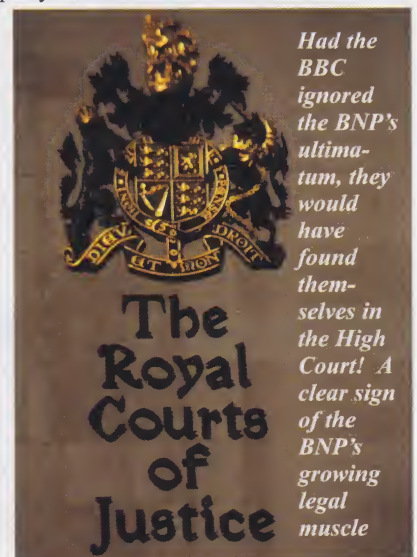 Had the
BBC
ignored
the BNP's
ultima-
tum, they
would
have
found
them-
selves in
the High
Court! A
clear sign
of the
BNP's
growing
legal
muscle
DIEU
ET MON
DROIT
The
Royal
Courts
of
Justice